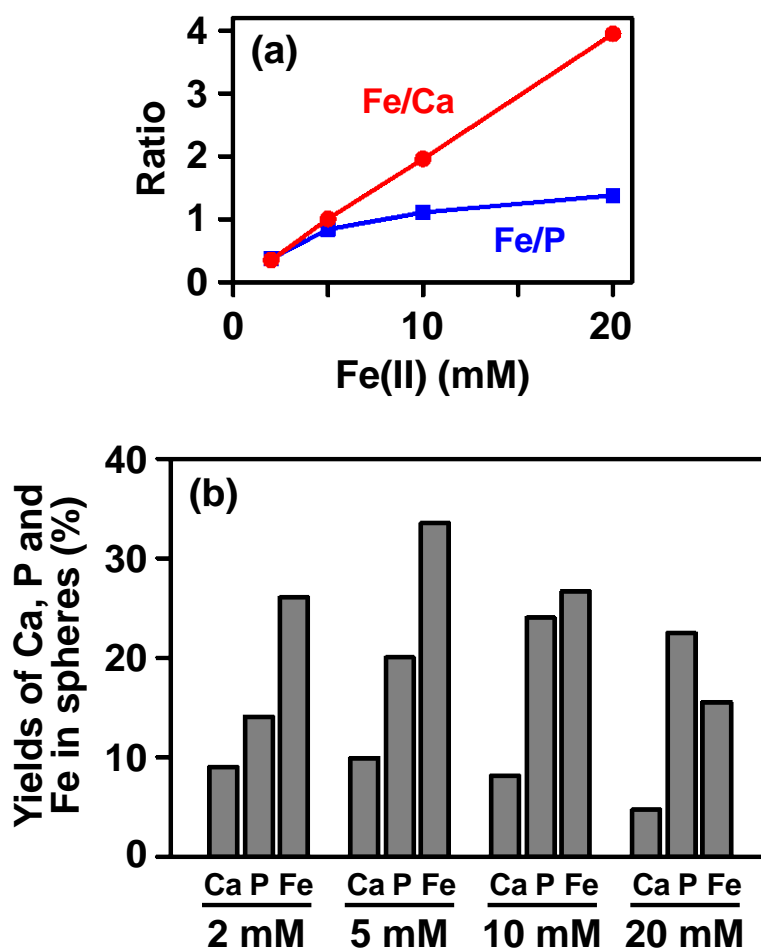 (a)
Fe/Ca
Fe/P
Ratio
4
3
2
1
0
0 10 20
Fe(II) (mM)
(b)
Yields of Ca, P and
Fe in spheres (%)
40
30
20
10
0
Ca P Fe Ca P Fe Ca P Fe Ca P Fe
2 mM 5 mM 10 mM 20 mM